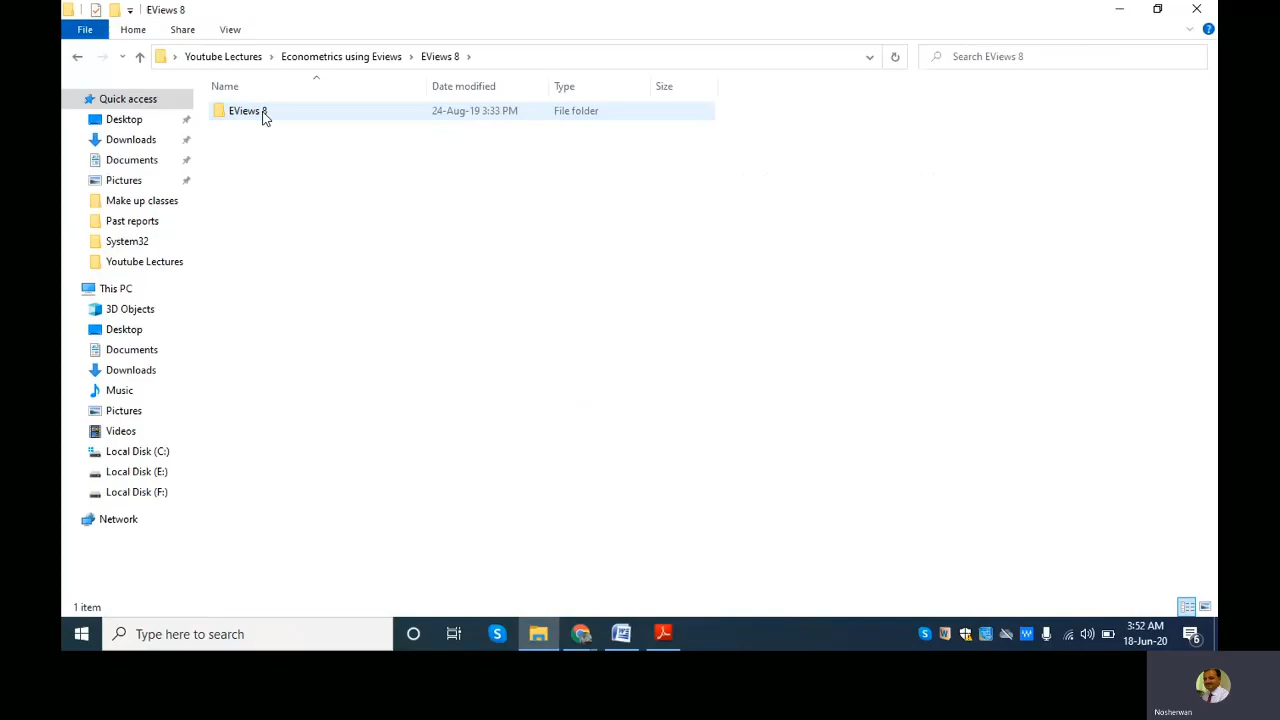 EViews 8
File Home Share View
Youtube Lectures Econometrics using Eviews EViews 8 Search EViews 8
Name Date modified Type Size
EViews 8 24-Aug-19 3:33 PM File folder
Quick access
Desktop
Downloads
Documents
Pictures
Make up classes
Past reports
System32
Youtube Lectures
This PC
3D Objects
Desktop
Documents
Downloads
Music
Pictures
Videos
Local Disk (C:)
Local Disk (E:)
Local Disk (F:)
Network
1 item
Type here to search
3:52 AM
18-Jun-20
6
Nosherwan